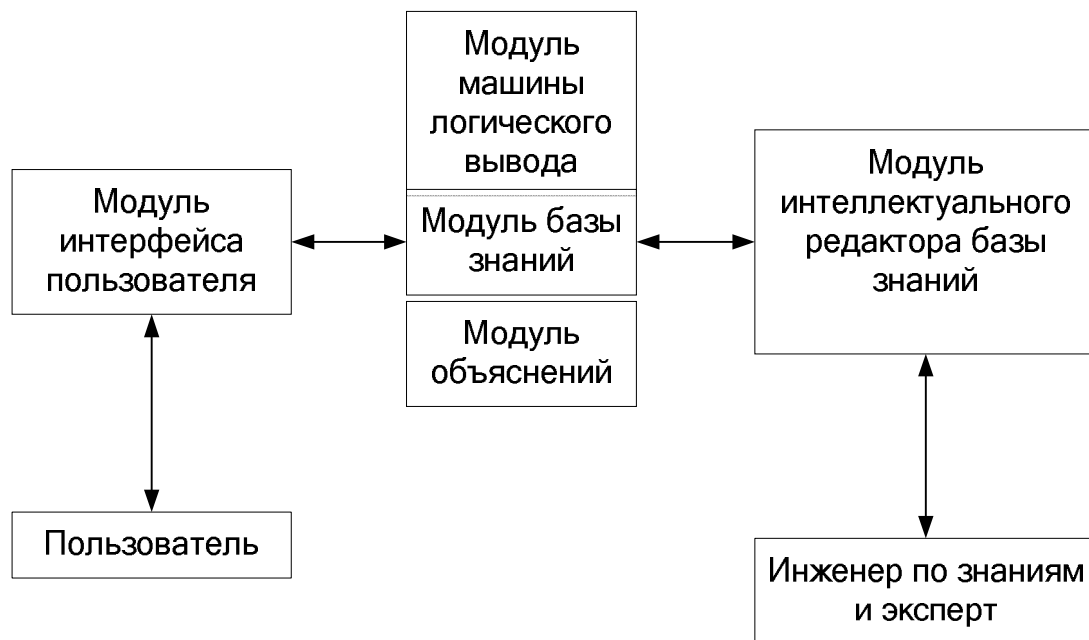 Модуль
машины
логического
вывода
Модуль
интерфейса
пользователя
Модуль базы
знаний
Модуль
объяснений
Модуль
интеллектуального
редактора базы
знаний
Пользователь
Инженер по знаниям
и эксперт